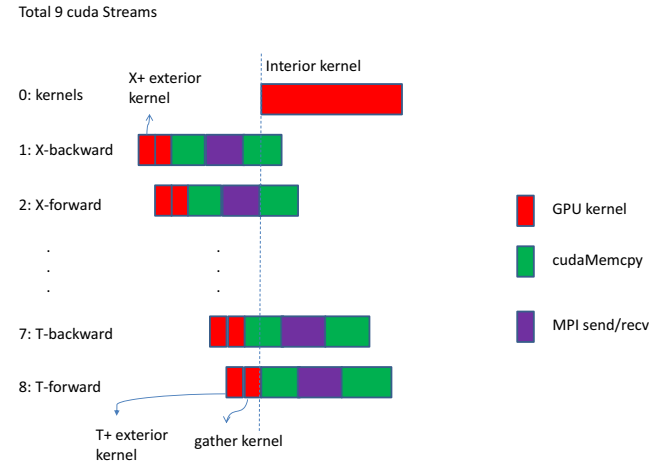 Total 9 cuda Streams
Interior kernel
X+ exterior
kernel
0: kernels
1: X-backward
2: X-forward
GPU kernel
cudaMemcpy
MPI send/recv
7: T-backward
8: T-forward
T+ exterior
kernel
gather kernel